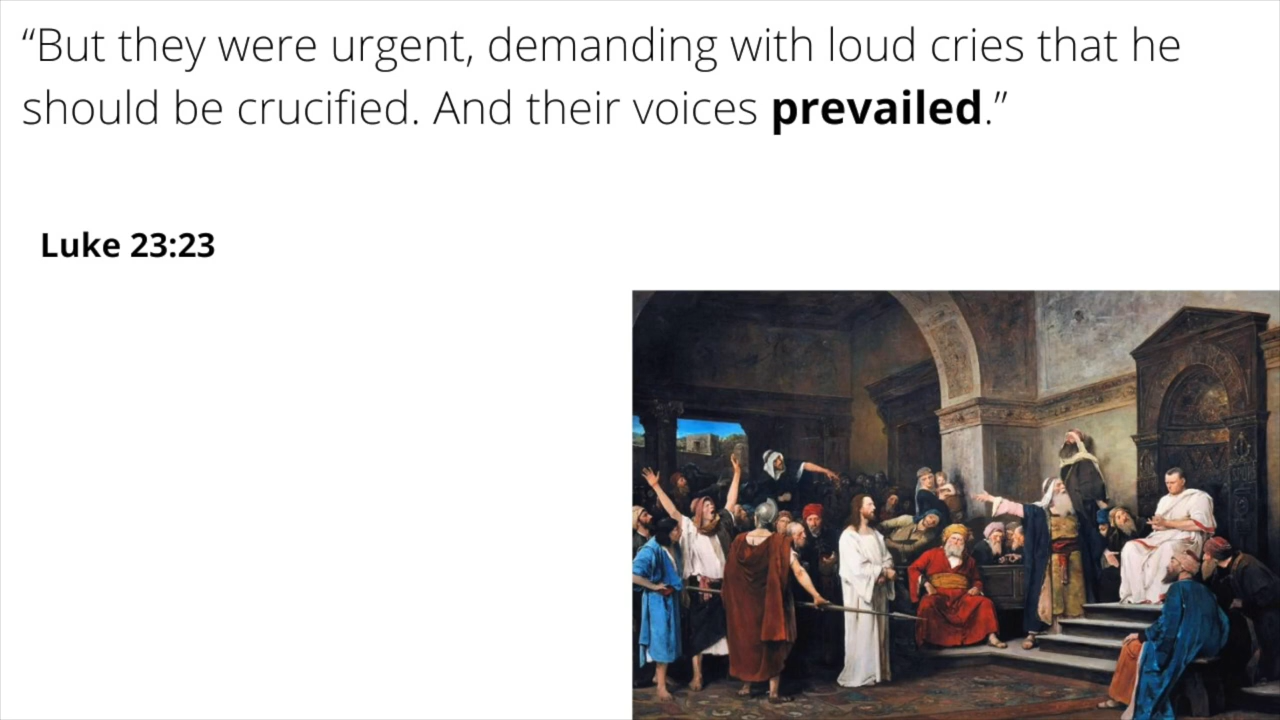 “But they were urgent, demanding with loud cries that he
should be crucified. And their voices prevailed.”
Luke 23:23